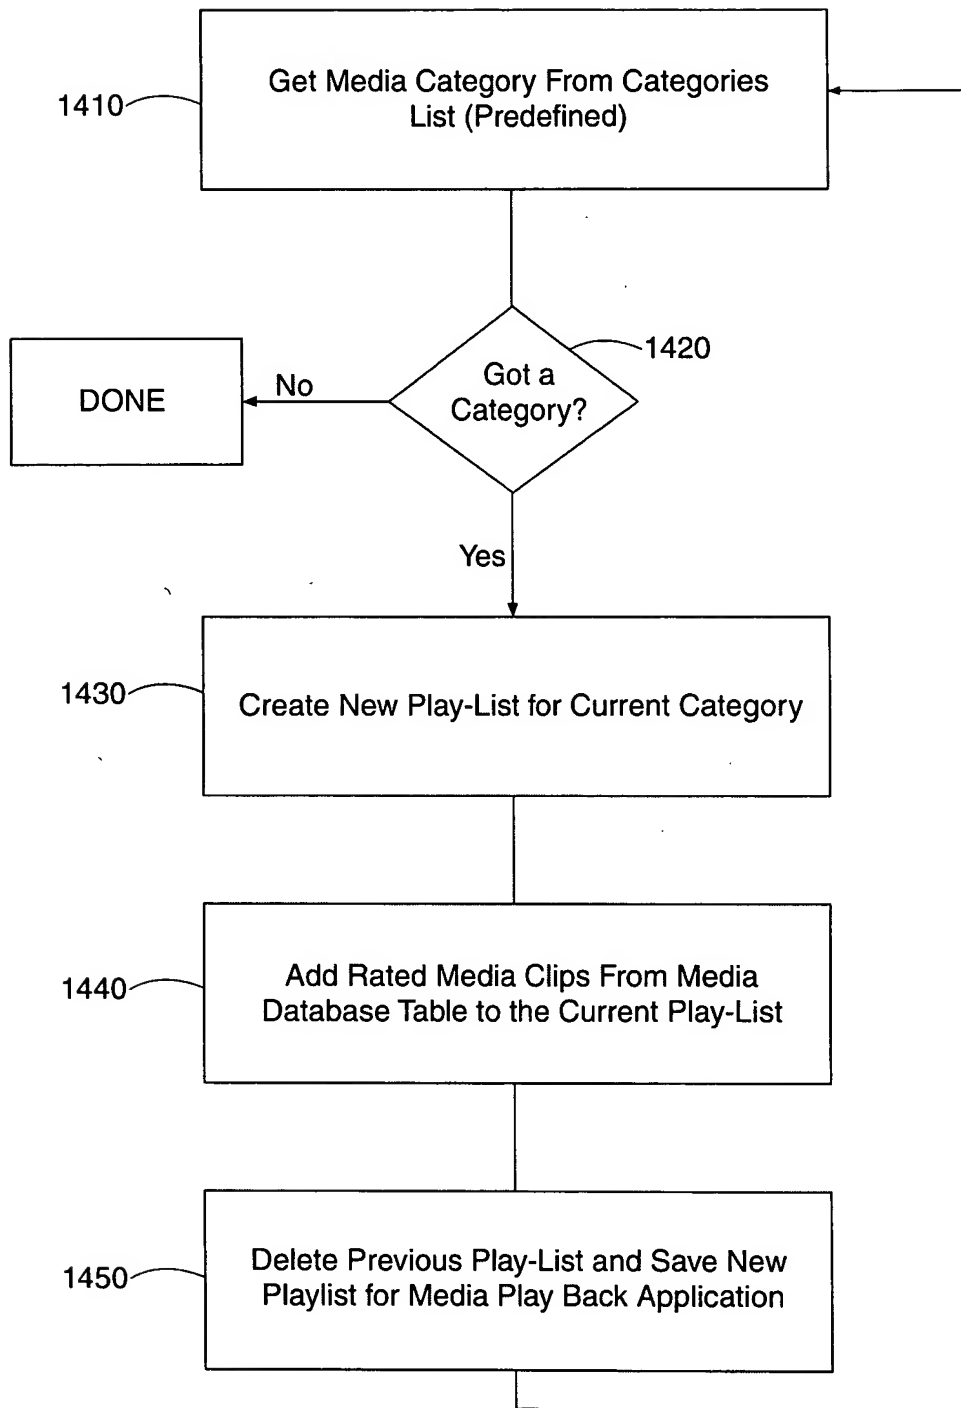 Get Media Category From Categories
List (Predefined)
1410
1420
Got a
Category?
No
DONE
Yes
1430
Create New Play-List for Current Category
1440
Add Rated Media Clips From Media
Database Table to the Current Play-List
1450
Delete Previous Play-List and Save New
Playlist for Media Play Back Application